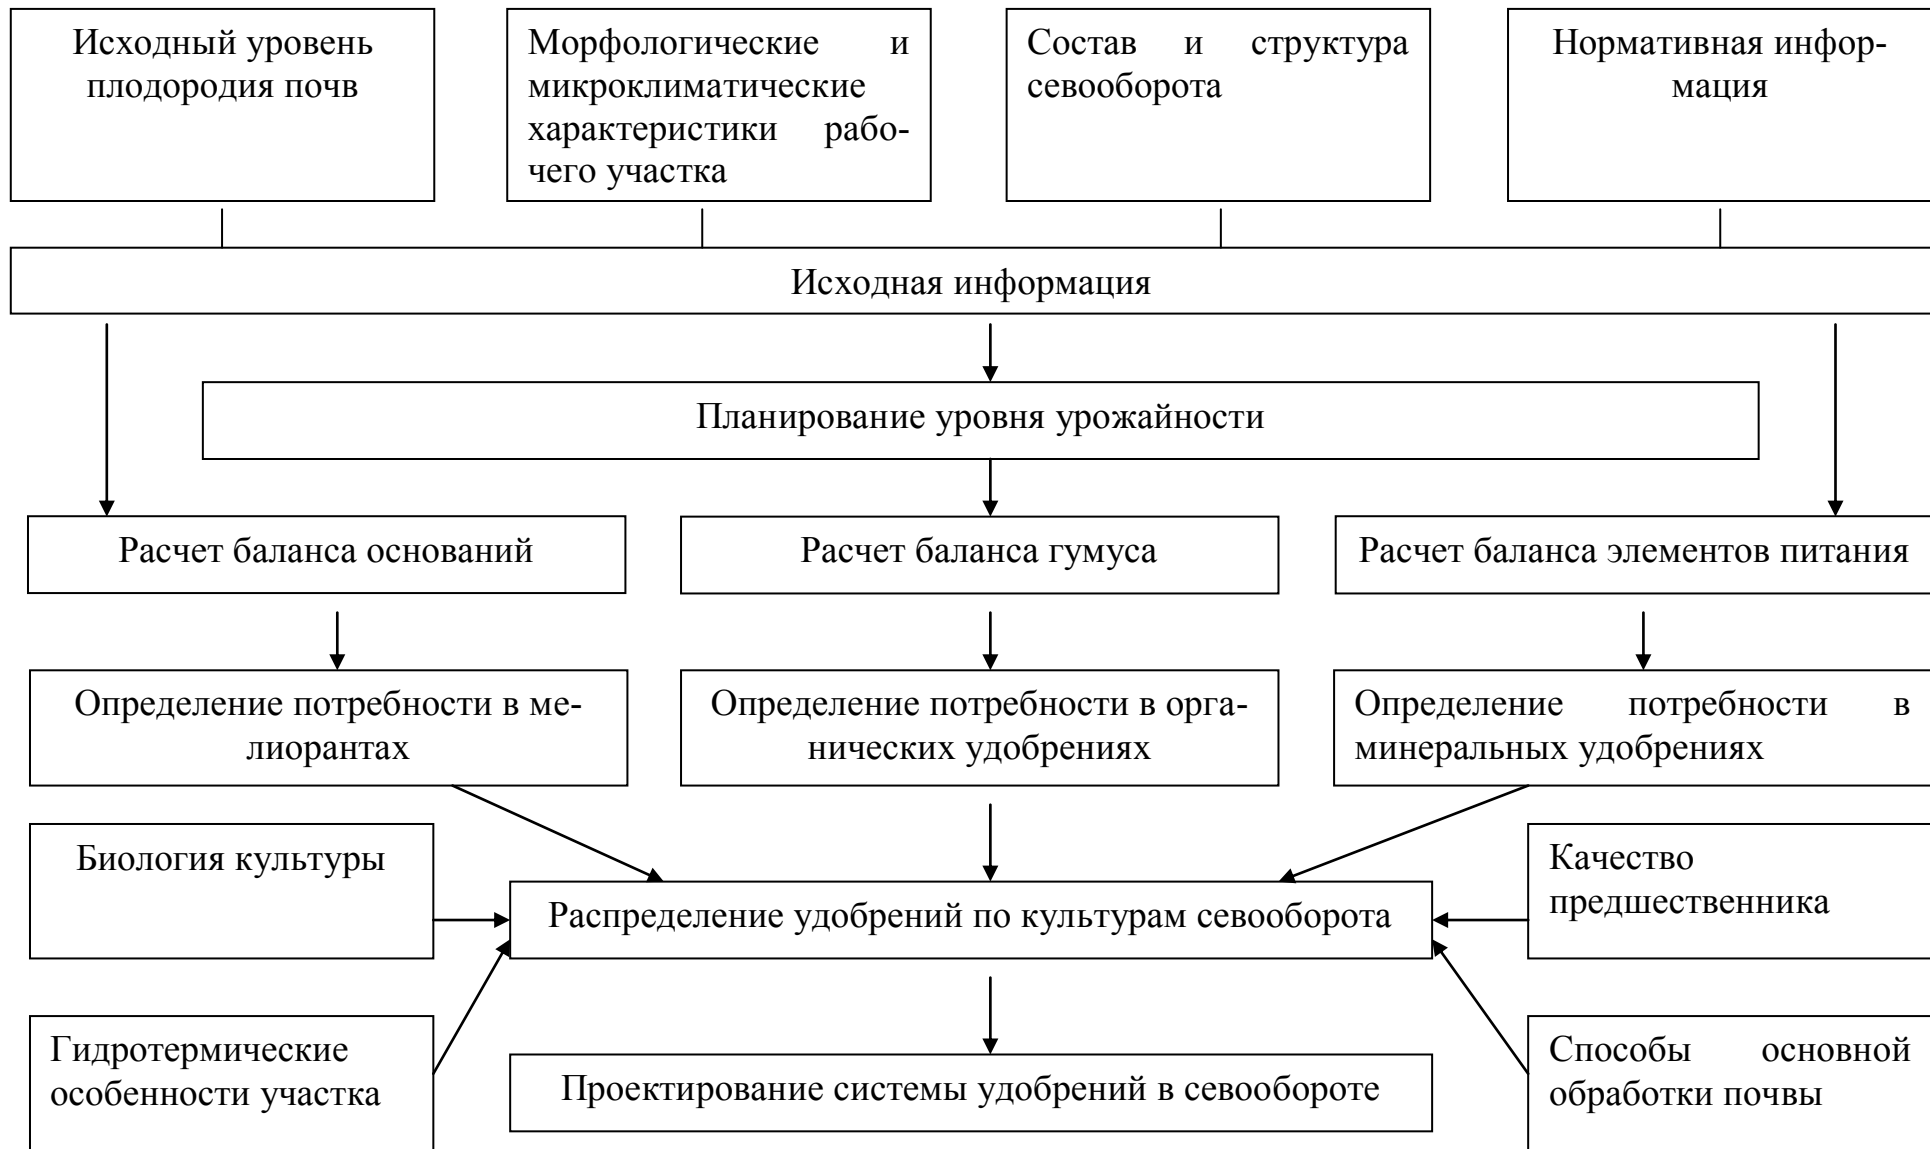 Исходный уровень
плодородия почв
Морфологические и
микроклиматические
характеристики рабо-
чего участка
Состав и структура
севооборота
Нормативная инфор-
мация
Исходная информация
Планирование уровня урожайности
Расчет баланса оснований
Расчет баланса гумуса
Расчет баланса элементов питания
Определение потребности в ме-
лиорантах
Определение потребности в орга-
нических удобрениях
Определение потребности в
минеральных удобрениях
Биология культуры
Качество
предшественника
Распределение удобрений по культурам севооборота
Гидротермические
особенности участка
Проектирование системы удобрений в севообороте
Способы основной
обработки почвы